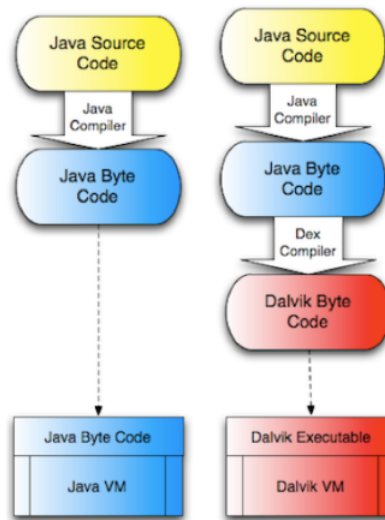 Java Source
Code
Java
Compiler
Java Byte
Code
Java Byte Code
Java VM
Java Source
Code
Java
Compiler
Java Byte
Code
Dex
Compiler
Dalvik Byte
Code
Dalvik Executable
Dalvik VM